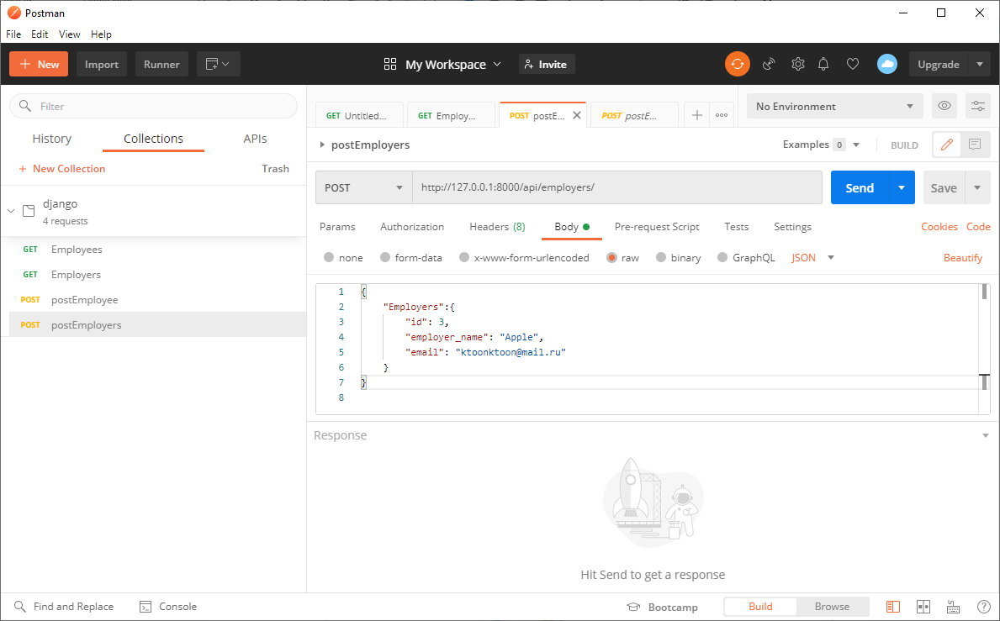 Postman
File Edit View Help
New Import Runner My Workspace Invite Upgrade
Filter
History Collections APIs
New Collection Trash
django
4 requests
GET Employees
GET Employers
POST postEmployee
POST postEmployers
GET Untitled... GET Employ... POST postE... POST postE...
No Environment
postEmployers Examples 0 BUILD
POST http://127.0.0.1:8000/api/employers/ Send Save
Params Authorization Headers (8) Body Pre-request Script Tests Settings Cookies Code
none form-data x-www-form-urlencoded raw binary GraphQL JSON Beautify
1 {
2 "Employers":{
3 "id": 3,
4 "employer_name": "Apple",
5 "email": "ktoonktoon@mail.ru"
6 }
7 }
8
Response
Hit Send to get a response
Find and Replace Console Bootcamp Build Browse